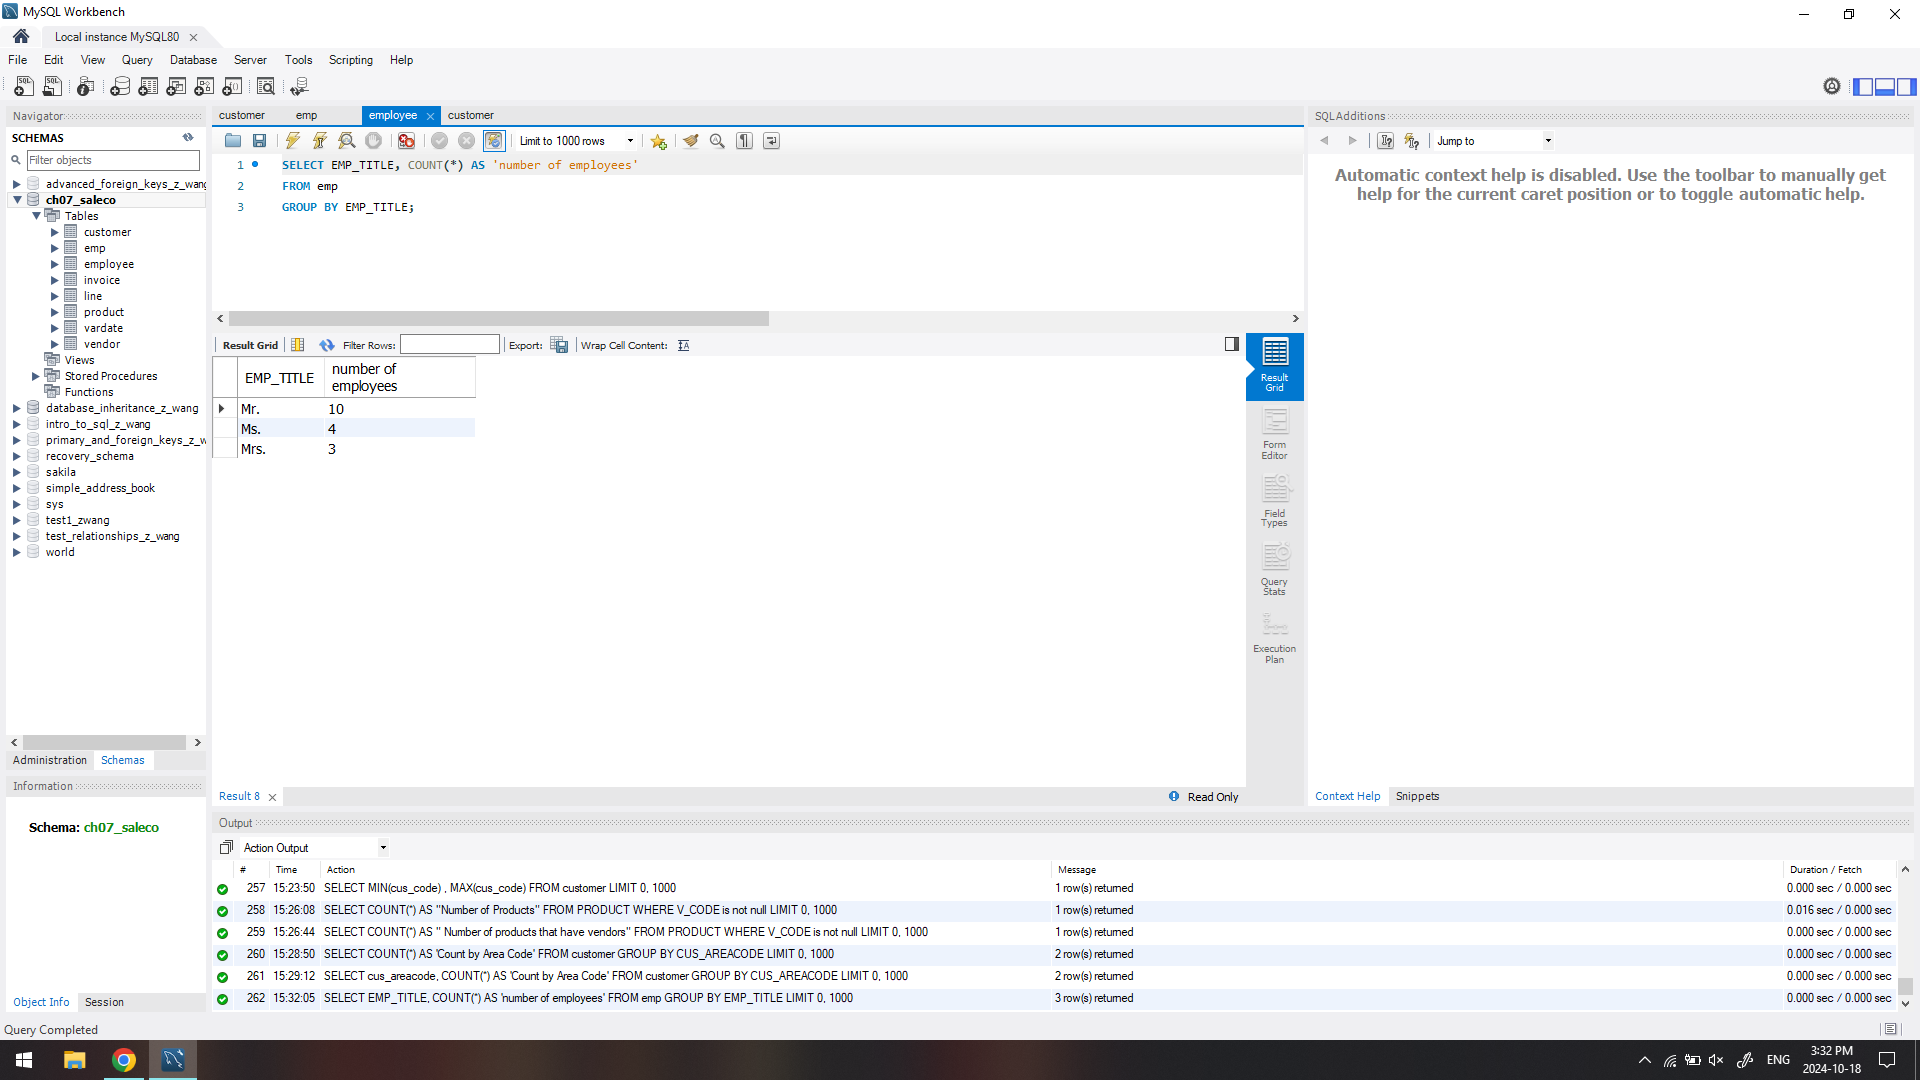 MySQL Workbench
Local instance MySQL80
File Edit View Query Database Server Tools Scripting Help
Navigator
SCHEMAS
Filter objects
advanced_foreign_keys_z_wang
ch07_saleco
Tables
customer
emp
employee
invoice
line
product
vardate
vendor
Views
Stored Procedures
Functions
database_inheritance_z_wang
intro_to_sql_z_wang
primary_and_foreign_keys_z_w
recovery_schema
sakila
simple_address_book
sys
test1_zwang
test_relationships_z_wang
world
Administration Schemas
Information
Schema: ch07_saleco
Object Info Session
customer emp employee customer
Limit to 1000 rows
1 SELECT EMP_TITLE, COUNT(*) AS 'number of employees'
2 FROM emp
3 GROUP BY EMP_TITLE;
Result Grid Filter Rows: Export: Wrap Cell Content:
EMP_TITLE number of employees
Mr. 10
Ms. 4
Mrs. 3
Result Grid
Form Editor
Field Types
Query Stats
Execution Plan
Result 8 Read Only
SQLAdditions
Jump to
Automatic context help is disabled. Use the toolbar to manually get
help for the current caret position or to toggle automatic help.
Context Help Snippets
Output
Action Output
# Time Action Message Duration / Fetch
257 15:23:50 SELECT MIN(cus_code) , MAX(cus_code) FROM customer LIMIT 0, 1000 1 row(s) returned 0.000 sec / 0.000 sec
258 15:26:08 SELECT COUNT(*) AS "Number of Products" FROM PRODUCT WHERE V_CODE is not null LIMIT 0, 1000 1 row(s) returned 0.016 sec / 0.000 sec
259 15:26:44 SELECT COUNT(*) AS " Number of products that have vendors" FROM PRODUCT WHERE V_CODE is not null LIMIT 0, 1000 1 row(s) returned 0.000 sec / 0.000 sec
260 15:28:50 SELECT COUNT(*) AS 'Count by Area Code' FROM customer GROUP BY CUS_AREACODE LIMIT 0, 1000 2 row(s) returned 0.000 sec / 0.000 sec
261 15:29:12 SELECT cus_areacode, COUNT(*) AS 'Count by Area Code' FROM customer GROUP BY CUS_AREACODE LIMIT 0, 1000 2 row(s) returned 0.000 sec / 0.000 sec
262 15:32:05 SELECT EMP_TITLE, COUNT(*) AS 'number of employees' FROM emp GROUP BY EMP_TITLE LIMIT 0, 1000 3 row(s) returned 0.000 sec / 0.000 sec
Query Completed
ENG
3:32 PM
2024-10-18